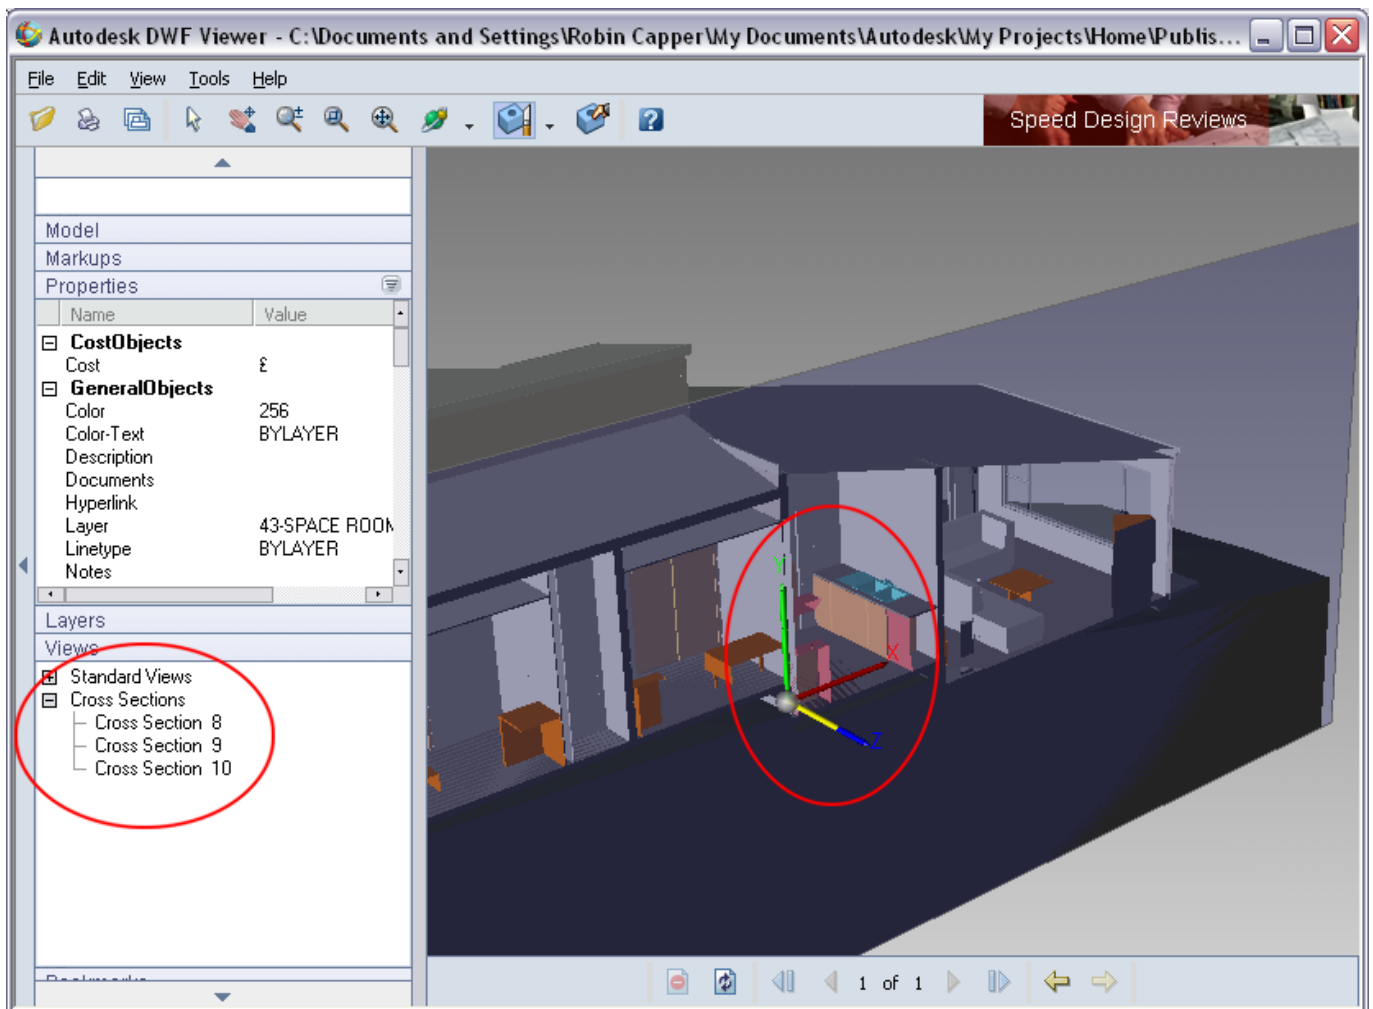 Autodesk DWF Viewer - C:\Documents and Settings\Robin Capper\My Documents\Autodesk\My Projects\Home\Publis...
File Edit View Tools Help
Speed Design Reviews
Model
Markups
Properties
Name Value
CostObjects
Cost £
GeneralObjects
Color 256
Color-Text BYLAYER
Description
Documents
Hyperlink
Layer 43-SPACE ROOM
Linetype BYLAYER
Notes
Layers
Views
Standard Views
Cross Sections
Cross Section 8
Cross Section 9
Cross Section 10
Bookmarks
Y
X
Z
1 of 1